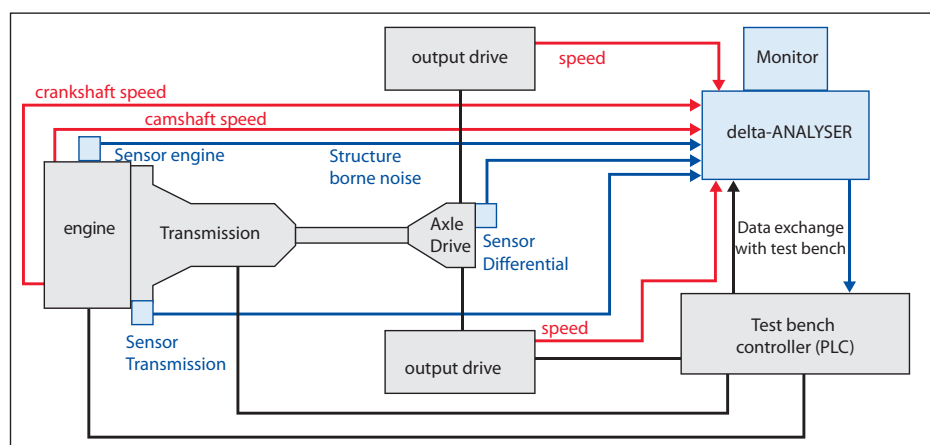 output drive
speed
Monitor
crankshaft speed
camshaft speed
delta-ANALYSER
Sensor engine
Structure
borne noise
engine
Transmission
Axle
Drive
Sensor
Differential
Data exchange
with test bench
Sensor
Transmission
speed
output drive
Test bench
controller (PLC)